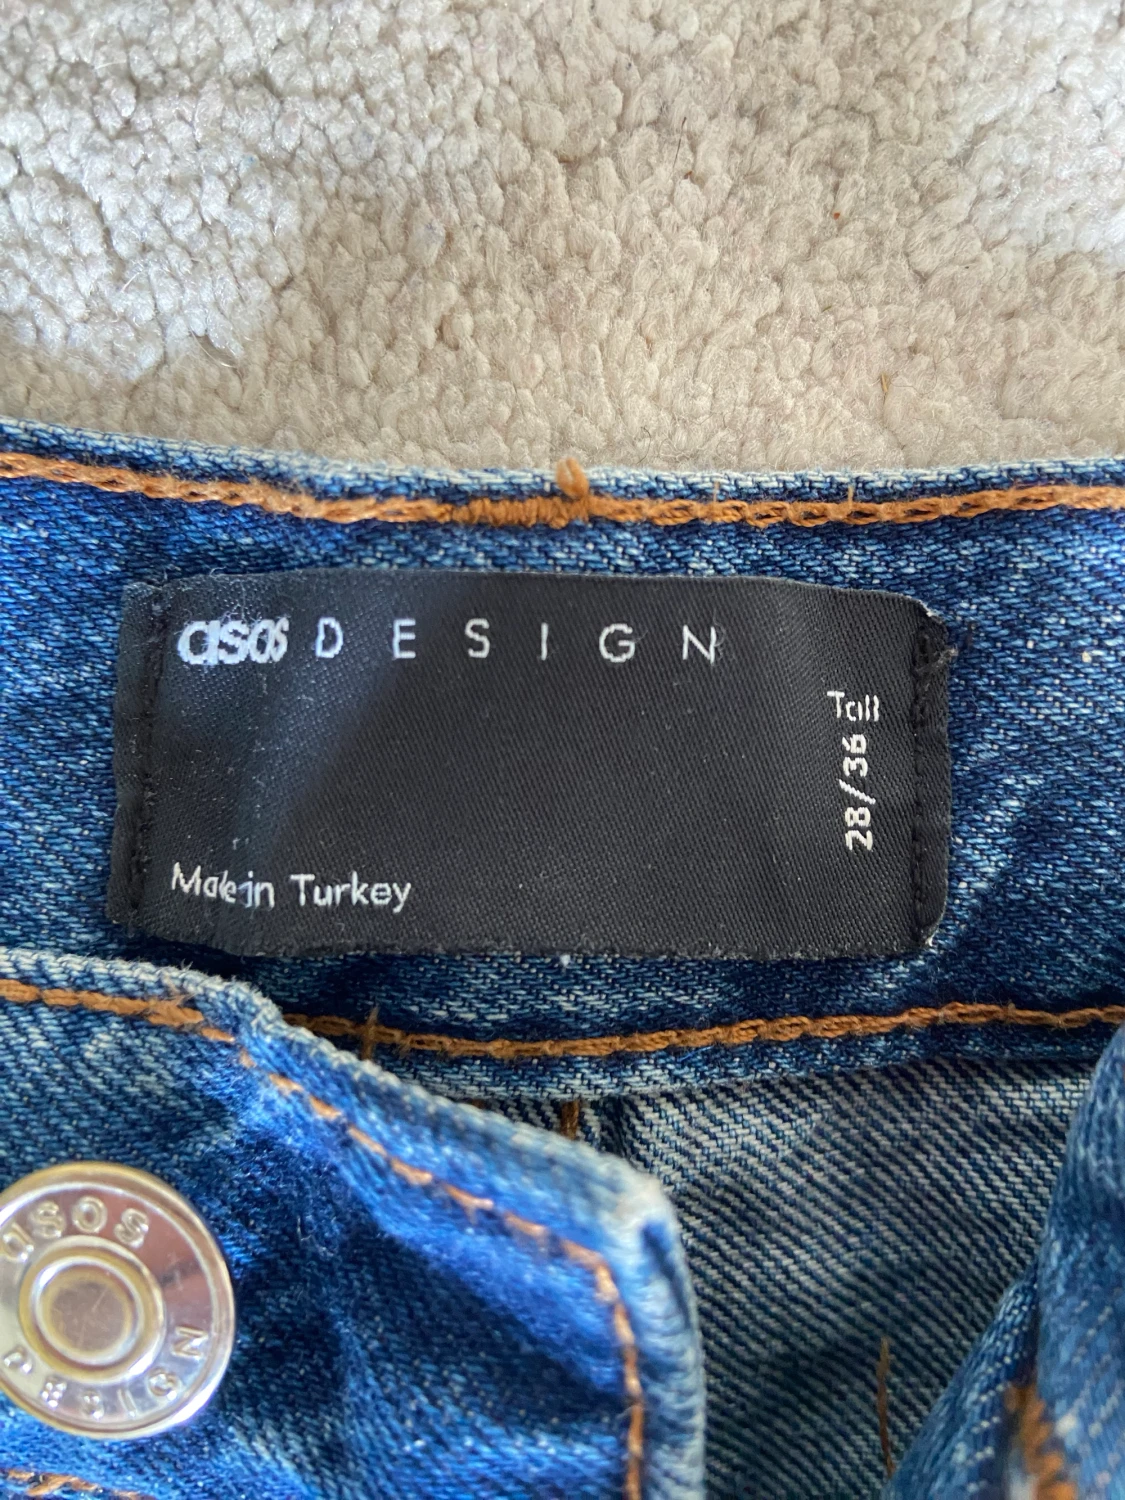 asos DESIGN
28/36 Tall
Made in Turkey
asos
DESIGN